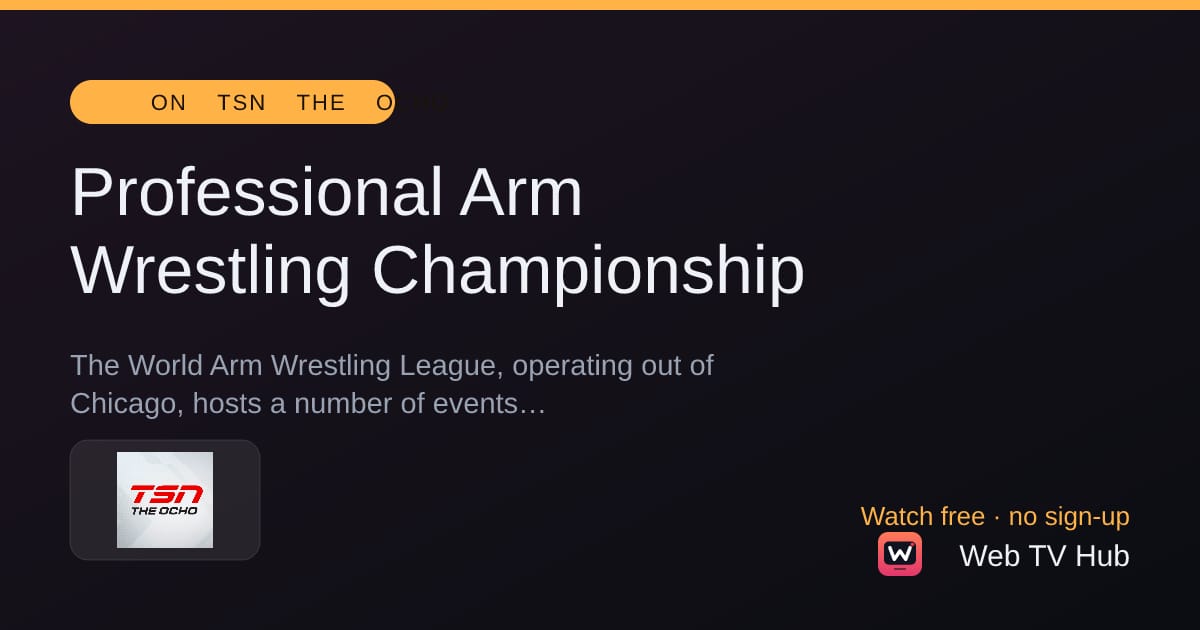 ON TSN THE OCHO
Professional Arm
Wrestling Championship
The World Arm Wrestling League, operating out of
Chicago, hosts a number of events…
TSN
THE OCHO
Watch free · no sign-up
W
Web TV Hub